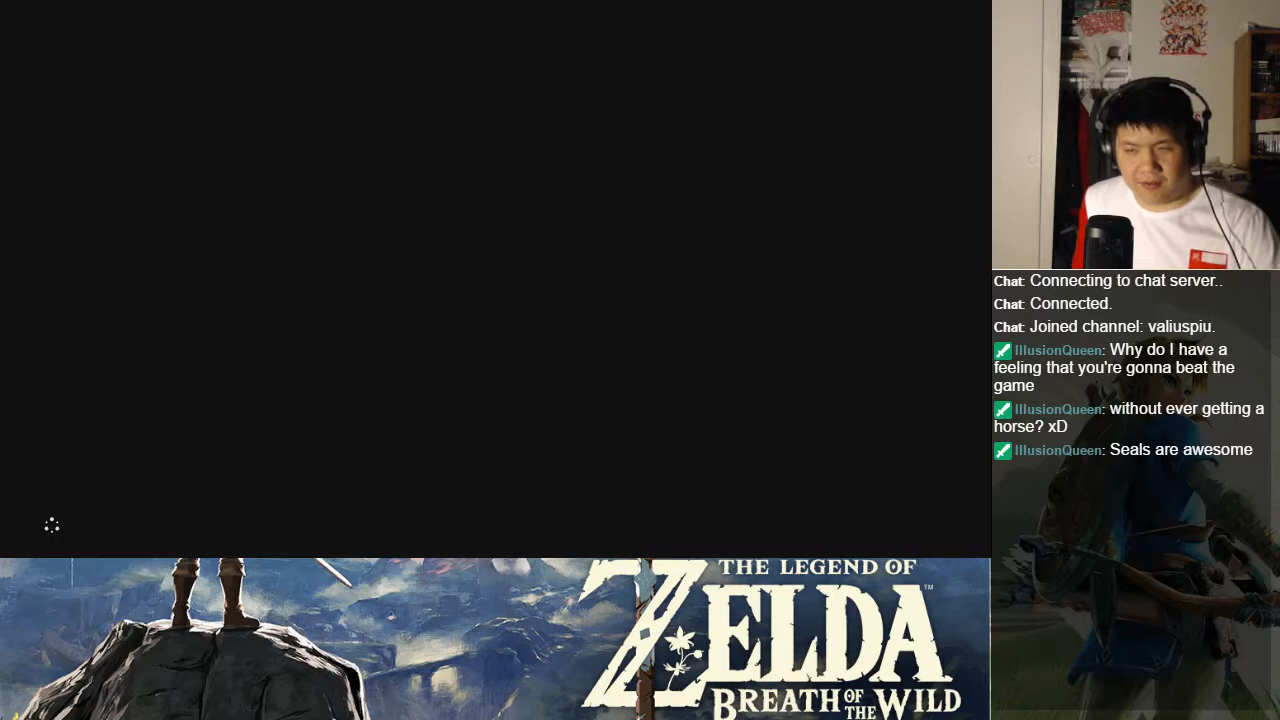 Chat: Connecting to chat server..
Chat: Connected.
Chat: Joined channel: valiuspiu.
IllusionQueen: Why do I have a
feeling that you're gonna beat the
game
IllusionQueen: without ever getting a
horse? xD
IllusionQueen: Seals are awesome
THE LEGEND OF
ZELDA™
BREATH OF THE WILD